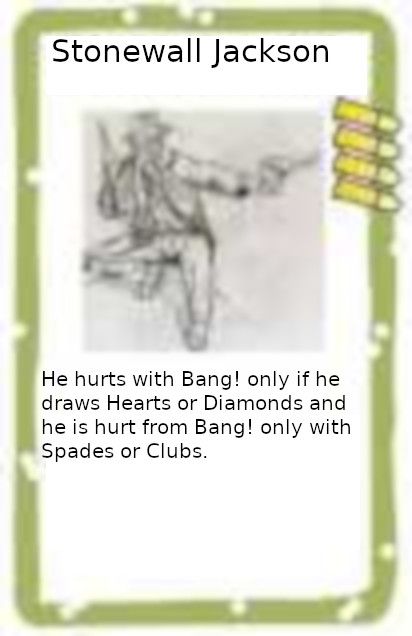 Stonewall Jackson
He hurts with Bang! only if he
draws Hearts or Diamonds and
he is hurt from Bang! only with
Spades or Clubs.